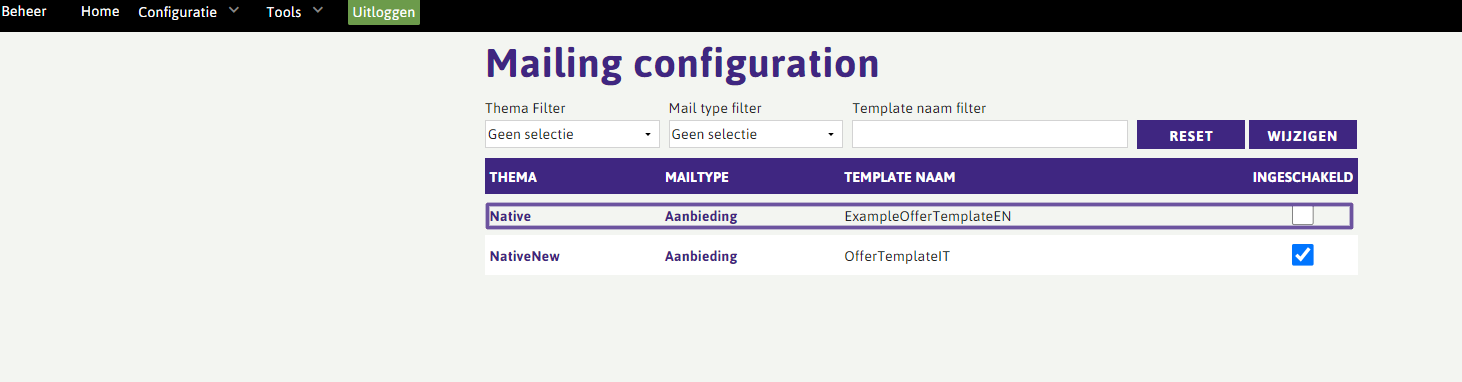 Beheer Home Configuratie Tools Uitloggen
Mailing configuration
Thema Filter Mail type filter Template naam filter
Geen selectie Geen selectie RESET WIJZIGEN
THEMA MAILTYPE TEMPLATE NAAM INGESCHAKELD
Native Aanbieding ExampleOfferTemplateEN
NativeNew Aanbieding OfferTemplateIT